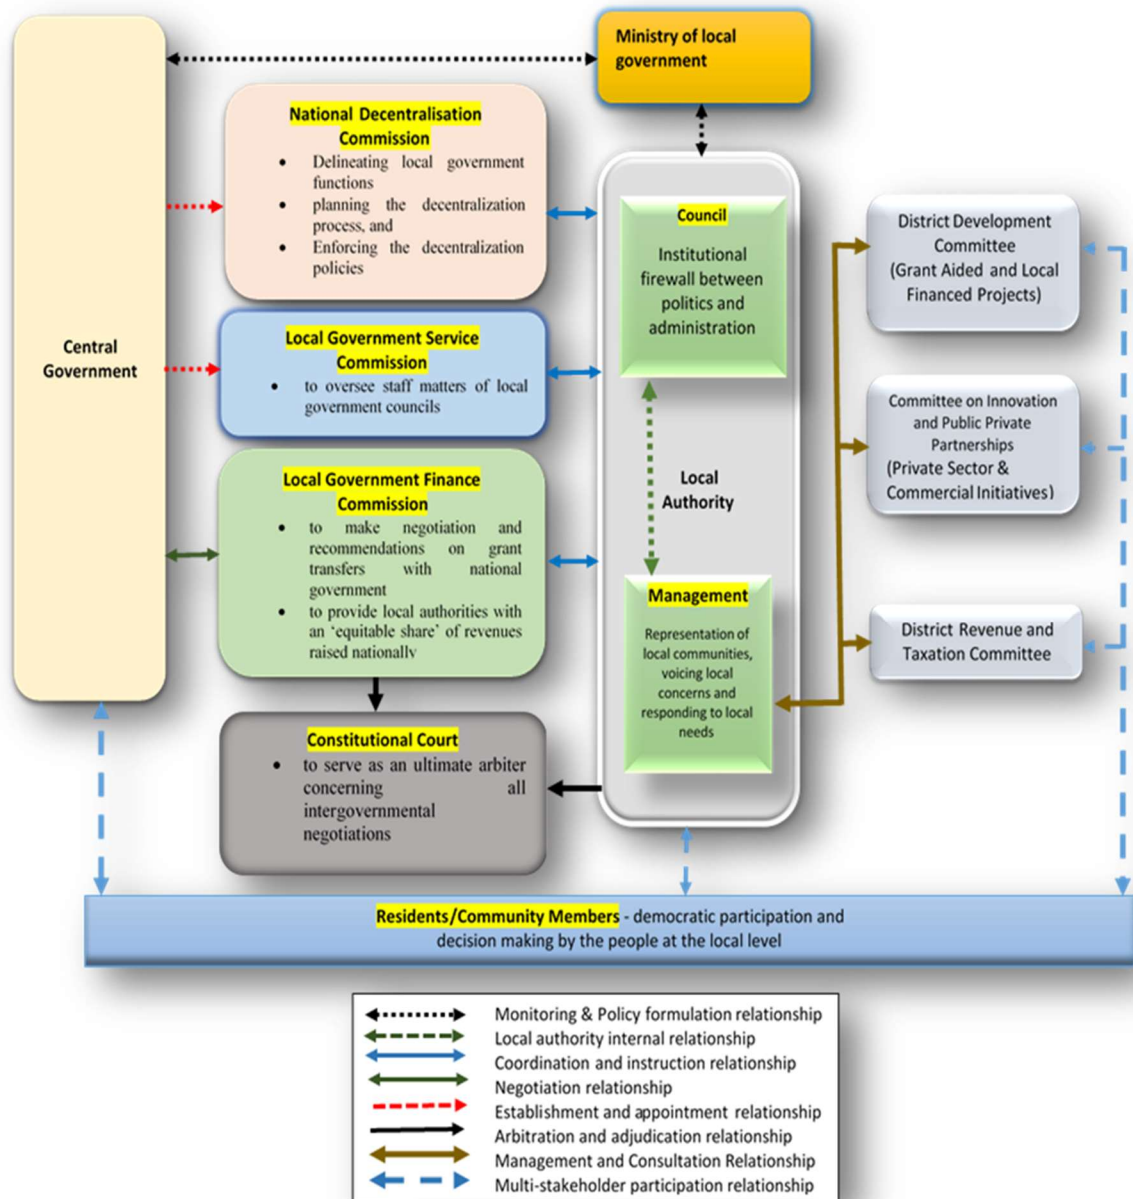 Ministry of local
government
National Decentralisation
Commission
• Delineating local government
functions
• planning the decentralization
process, and
• Enforcing the decentralization
policies
Central
Government
Local Government Service
Commission
• to oversee staff matters of local
government councils
Local Government Finance
Commission
• to make negotiation and
recommendations on grant
transfers with national
government
• to provide local authorities with
an ‘equitable share’ of revenues
raised nationally
Constitutional Court
• to serve as an ultimate arbiter
concerning all
intergovernmental
negotiations
Council
Institutional
firewall between
politics and
administration
Local
Authority
Management
Representation of
local communities,
voicing local
concerns and
responding to local
needs
District Development
Committee
(Grant Aided and Local
Financed Projects)
Committee on Innovation
and Public Private
Partnerships
(Private Sector &
Commercial Initiatives)
District Revenue and
Taxation Committee
Residents/Community Members - democratic participation and
decision making by the people at the local level
Monitoring & Policy formulation relationship
Local authority internal relationship
Coordination and instruction relationship
Negotiation relationship
Establishment and appointment relationship
Arbitration and adjudication relationship
Management and Consultation Relationship
Multi-stakeholder participation relationship